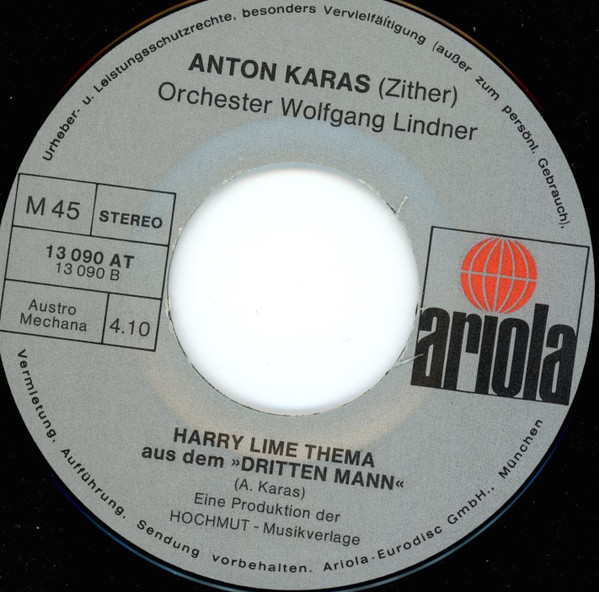 Urheber- u. Leistungsschutzrechte, besonders Vervielfältigung (außer zum persönl. Gebrauch),
ANTON KARAS (Zither)
Orchester Wolfgang Lindner
M 45
STEREO
13 090 AT
13 090 B
Austro
Mechana
4.10
ariola
HARRY LIME THEMA
aus dem »DRITTEN MANN«
(A. Karas)
Eine Produktion der
HOCHMUT - Musikverlage
Vermietung, Aufführung, Sendung vorbehalten. Ariola-Eurodisc GmbH., München